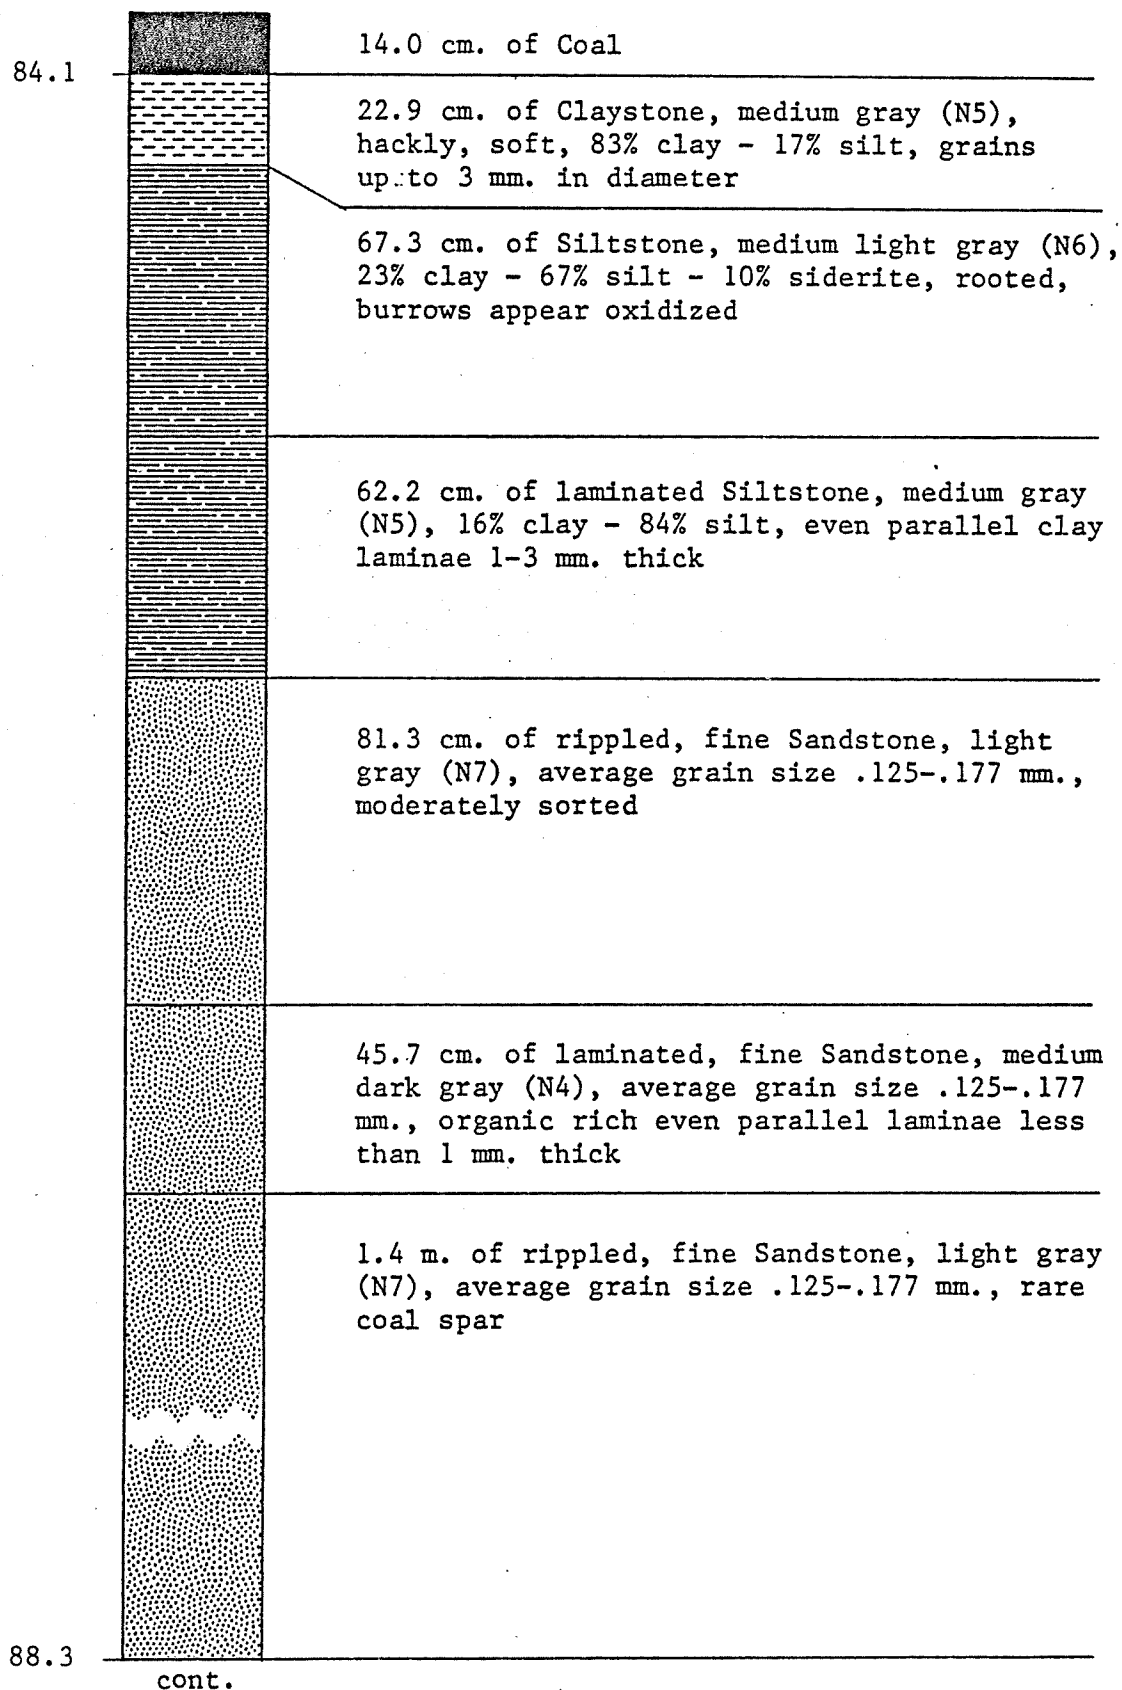 14.0 cm. of Coal
84.1
22.9 cm. of Claystone, medium gray (N5),
hackly, soft, 83% clay - 17% silt, grains
up to 3 mm. in diameter
67.3 cm. of Siltstone, medium light gray (N6),
23% clay - 67% silt - 10% siderite, rooted,
burrows appear oxidized
62.2 cm. of laminated Siltstone, medium gray
(N5), 16% clay - 84% silt, even parallel clay
laminae 1-3 mm. thick
81.3 cm. of rippled, fine Sandstone, light
gray (N7), average grain size .125-.177 mm.,
moderately sorted
45.7 cm. of laminated, fine Sandstone, medium
dark gray (N4), average grain size .125-.177
mm., organic rich even parallel laminae less
than 1 mm. thick
1.4 m. of rippled, fine Sandstone, light gray
(N7), average grain size .125-.177 mm., rare
coal spar
88.3
cont.